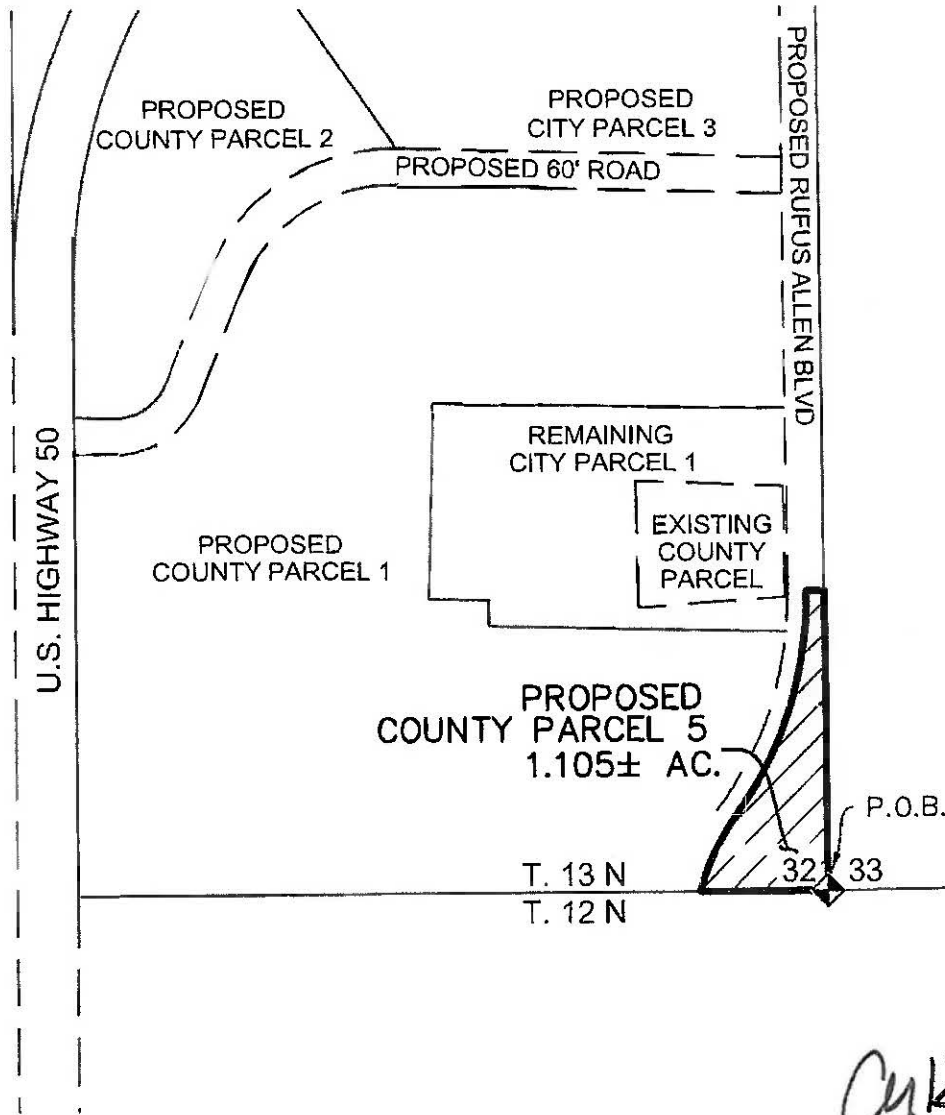 PROPOSED
COUNTY PARCEL 2
PROPOSED
CITY PARCEL 3
PROPOSED 60' ROAD
PROPOSED RUFUS ALLEN BLVD
U.S. HIGHWAY 50
REMAINING
CITY PARCEL 1
EXISTING
COUNTY
PARCEL
PROPOSED
COUNTY PARCEL 1
PROPOSED
COUNTY PARCEL 5
1.105± AC.
P.O.B.
32 33
T. 13 N
T. 12 N